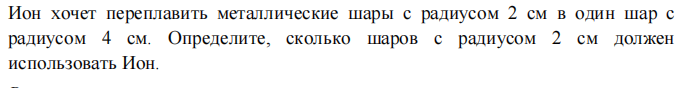 Ион хочет переплавить металлические шары с радиусом 2 см в один шар с
радиусом 4 см. Определите, сколько шаров с радиусом 2 см должен
использовать Ион.